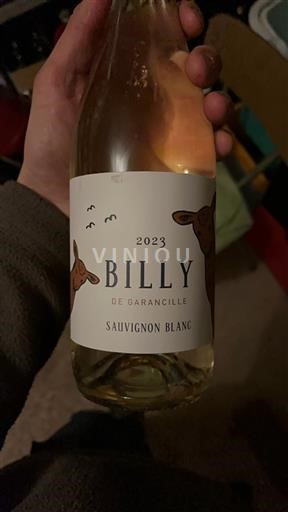 2023
VINIOU
BILLY
DE GARANCILLE
SAUVIGNON BLANC